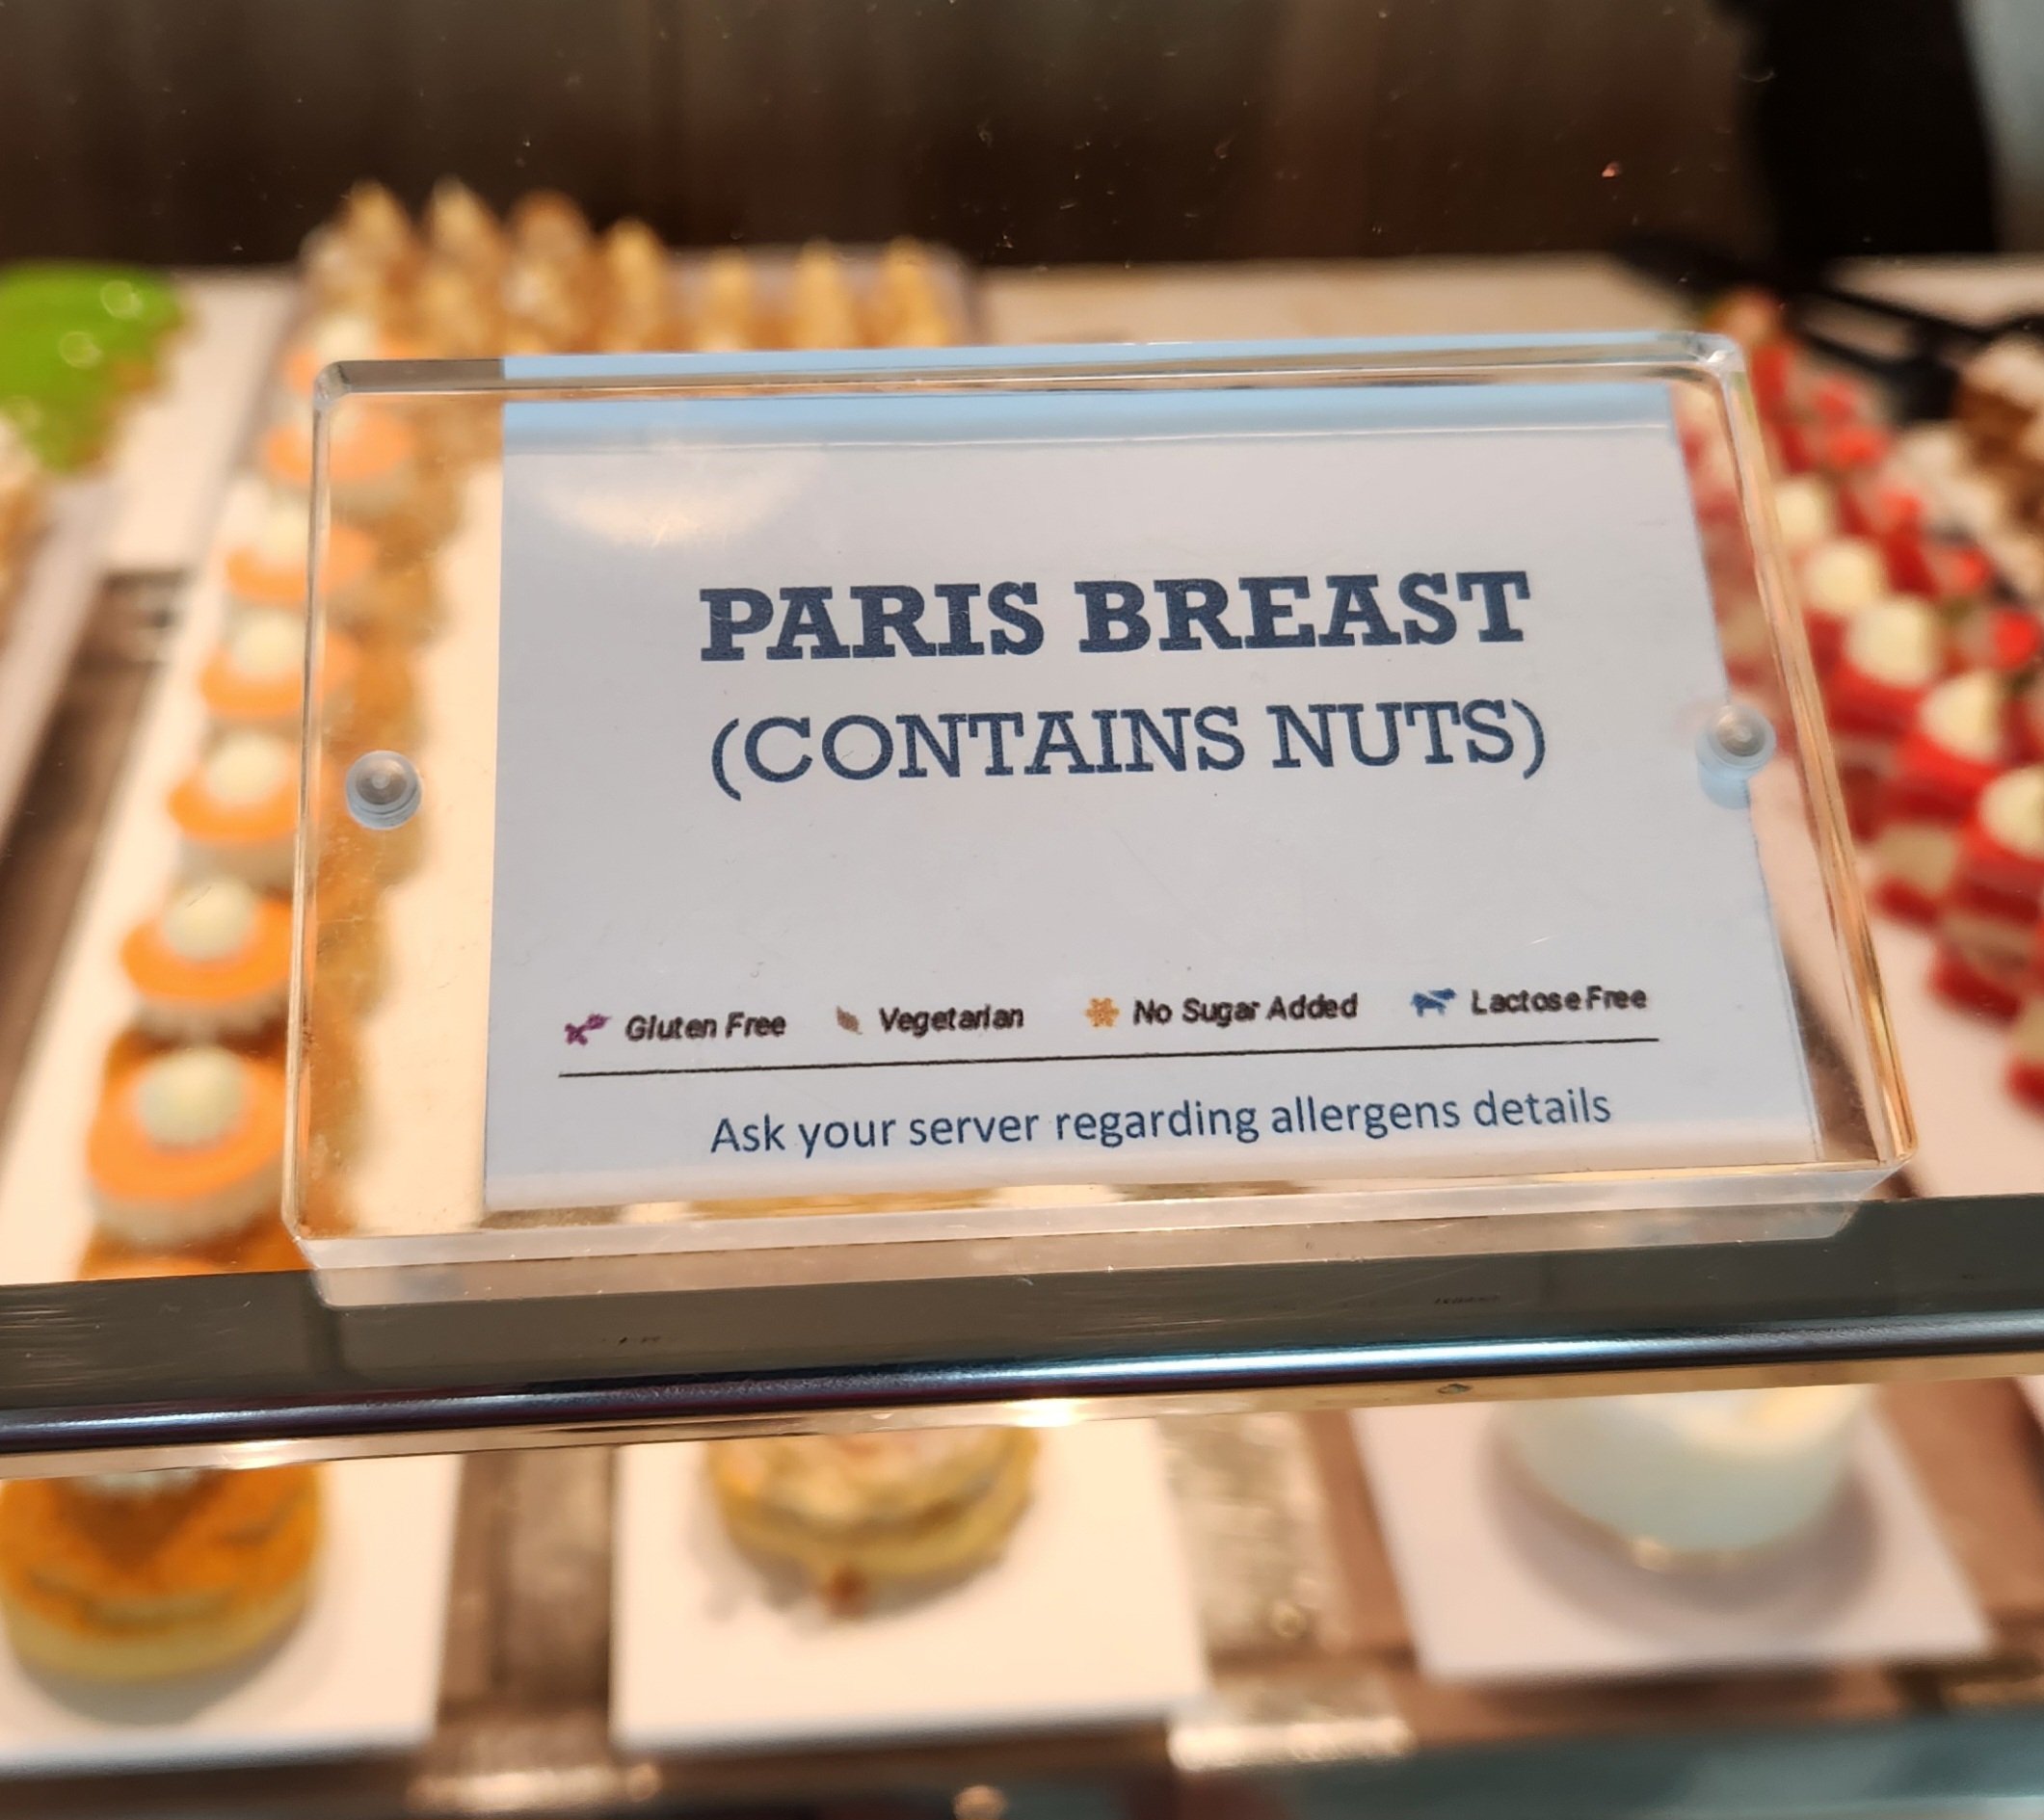 PARIS BREAST
(CONTAINS NUTS)
Gluten Free Vegetarian No Sugar Added Lactose Free
Ask your server regarding allergens details